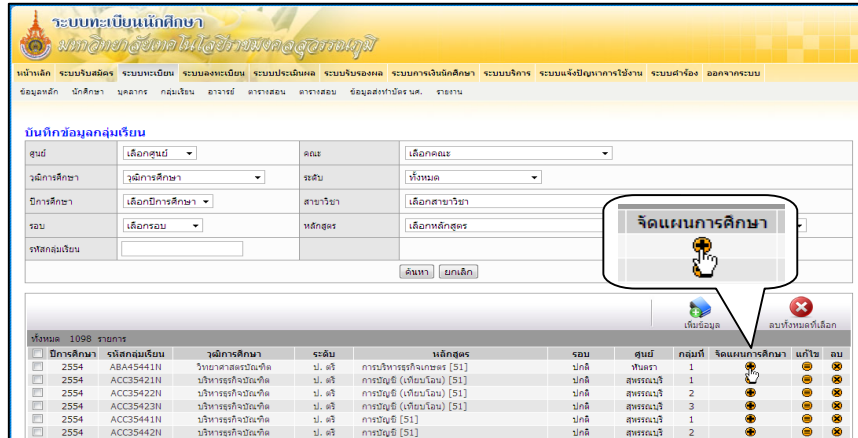 ระบบทะเบียนนักศึกษา
มหาวิทยาลัยเทคโนโลยีราชมงคลสุวรรณภูมิ
หน้าหลัก ระบบรับสมัคร ระบบทะเบียน ระบบลงทะเบียน ระบบประเมินผล ระบบรับรองผล ระบบการเงินนักศึกษา ระบบบริการ ระบบแจ้งปัญหาการใช้งาน ระบบคำร้อง ออกจากระบบ
ข้อมูลหลัก นักศึกษา บุคลากร กลุ่มเรียน อาจารย์ ตารางสอน ตารางสอบ ข้อมูลส่งทำบัตร นศ. รายงาน
บันทึกข้อมูลกลุ่มเรียน
ศูนย์ เลือกศูนย์ คณะ เลือกคณะ
วุฒิการศึกษา วุฒิการศึกษา ระดับ ทั้งหมด
ปีการศึกษา เลือกปีการศึกษา สาขาวิชา เลือกสาขาวิชา
รอบ เลือกรอบ หลักสูตร เลือกหลักสูตร
รหัสกลุ่มเรียน
จัดแผนการศึกษา
ค้นหา ยกเลิก
เพิ่มข้อมูล ลบทั้งหมดที่เลือก
ทั้งหมด 1098 รายการ
ปีการศึกษา รหัสกลุ่มเรียน วุฒิการศึกษา ระดับ หลักสูตร รอบ ศูนย์ กลุ่มที่ จัดแผนการศึกษา แก้ไข ลบ
2554 ABA45441N วิทยาศาสตรบัณฑิต ป. ตรี การบริหารธุรกิจเกษตร [51] ปกติ หันตรา 1
2554 ACC35421N บริหารธุรกิจบัณฑิต ป. ตรี การบัญชี (เทียบโอน) [51] ปกติ สุพรรณบุรี 1
2554 ACC35422N บริหารธุรกิจบัณฑิต ป. ตรี การบัญชี (เทียบโอน) [51] ปกติ สุพรรณบุรี 2
2554 ACC35423N บริหารธุรกิจบัณฑิต ป. ตรี การบัญชี (เทียบโอน) [51] ปกติ สุพรรณบุรี 3
2554 ACC35441N บริหารธุรกิจบัณฑิต ป. ตรี การบัญชี [51] ปกติ สุพรรณบุรี 1
2554 ACC35442N บริหารธุรกิจบัณฑิต ป. ตรี การบัญชี [51] ปกติ สุพรรณบุรี 2